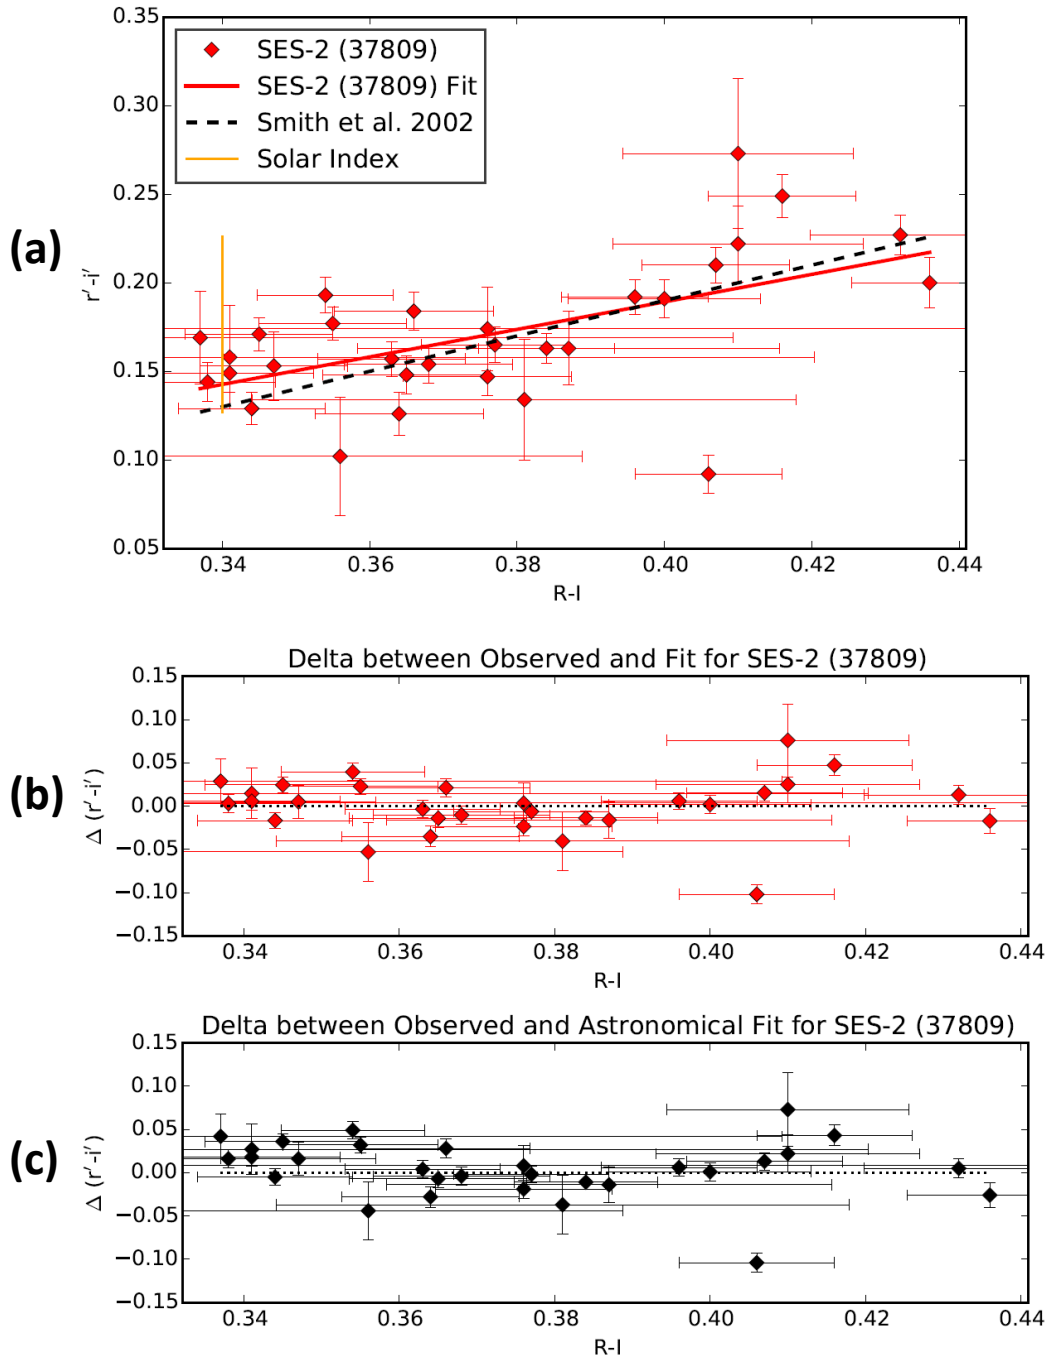 (a)
0.35
0.30
0.25
0.20
0.15
0.10
0.05
r′-i′
SES-2 (37809)
SES-2 (37809) Fit
Smith et al. 2002
Solar Index
0.34 0.36 0.38 0.40 0.42 0.44
R-I
(b)
Delta between Observed and Fit for SES-2 (37809)
0.15
0.10
0.05
0.00
−0.05
−0.10
−0.15
Δ (r′-i′)
0.34 0.36 0.38 0.40 0.42 0.44
R-I
(c)
Delta between Observed and Astronomical Fit for SES-2 (37809)
0.15
0.10
0.05
0.00
−0.05
−0.10
−0.15
Δ (r′-i′)
0.34 0.36 0.38 0.40 0.42 0.44
R-I